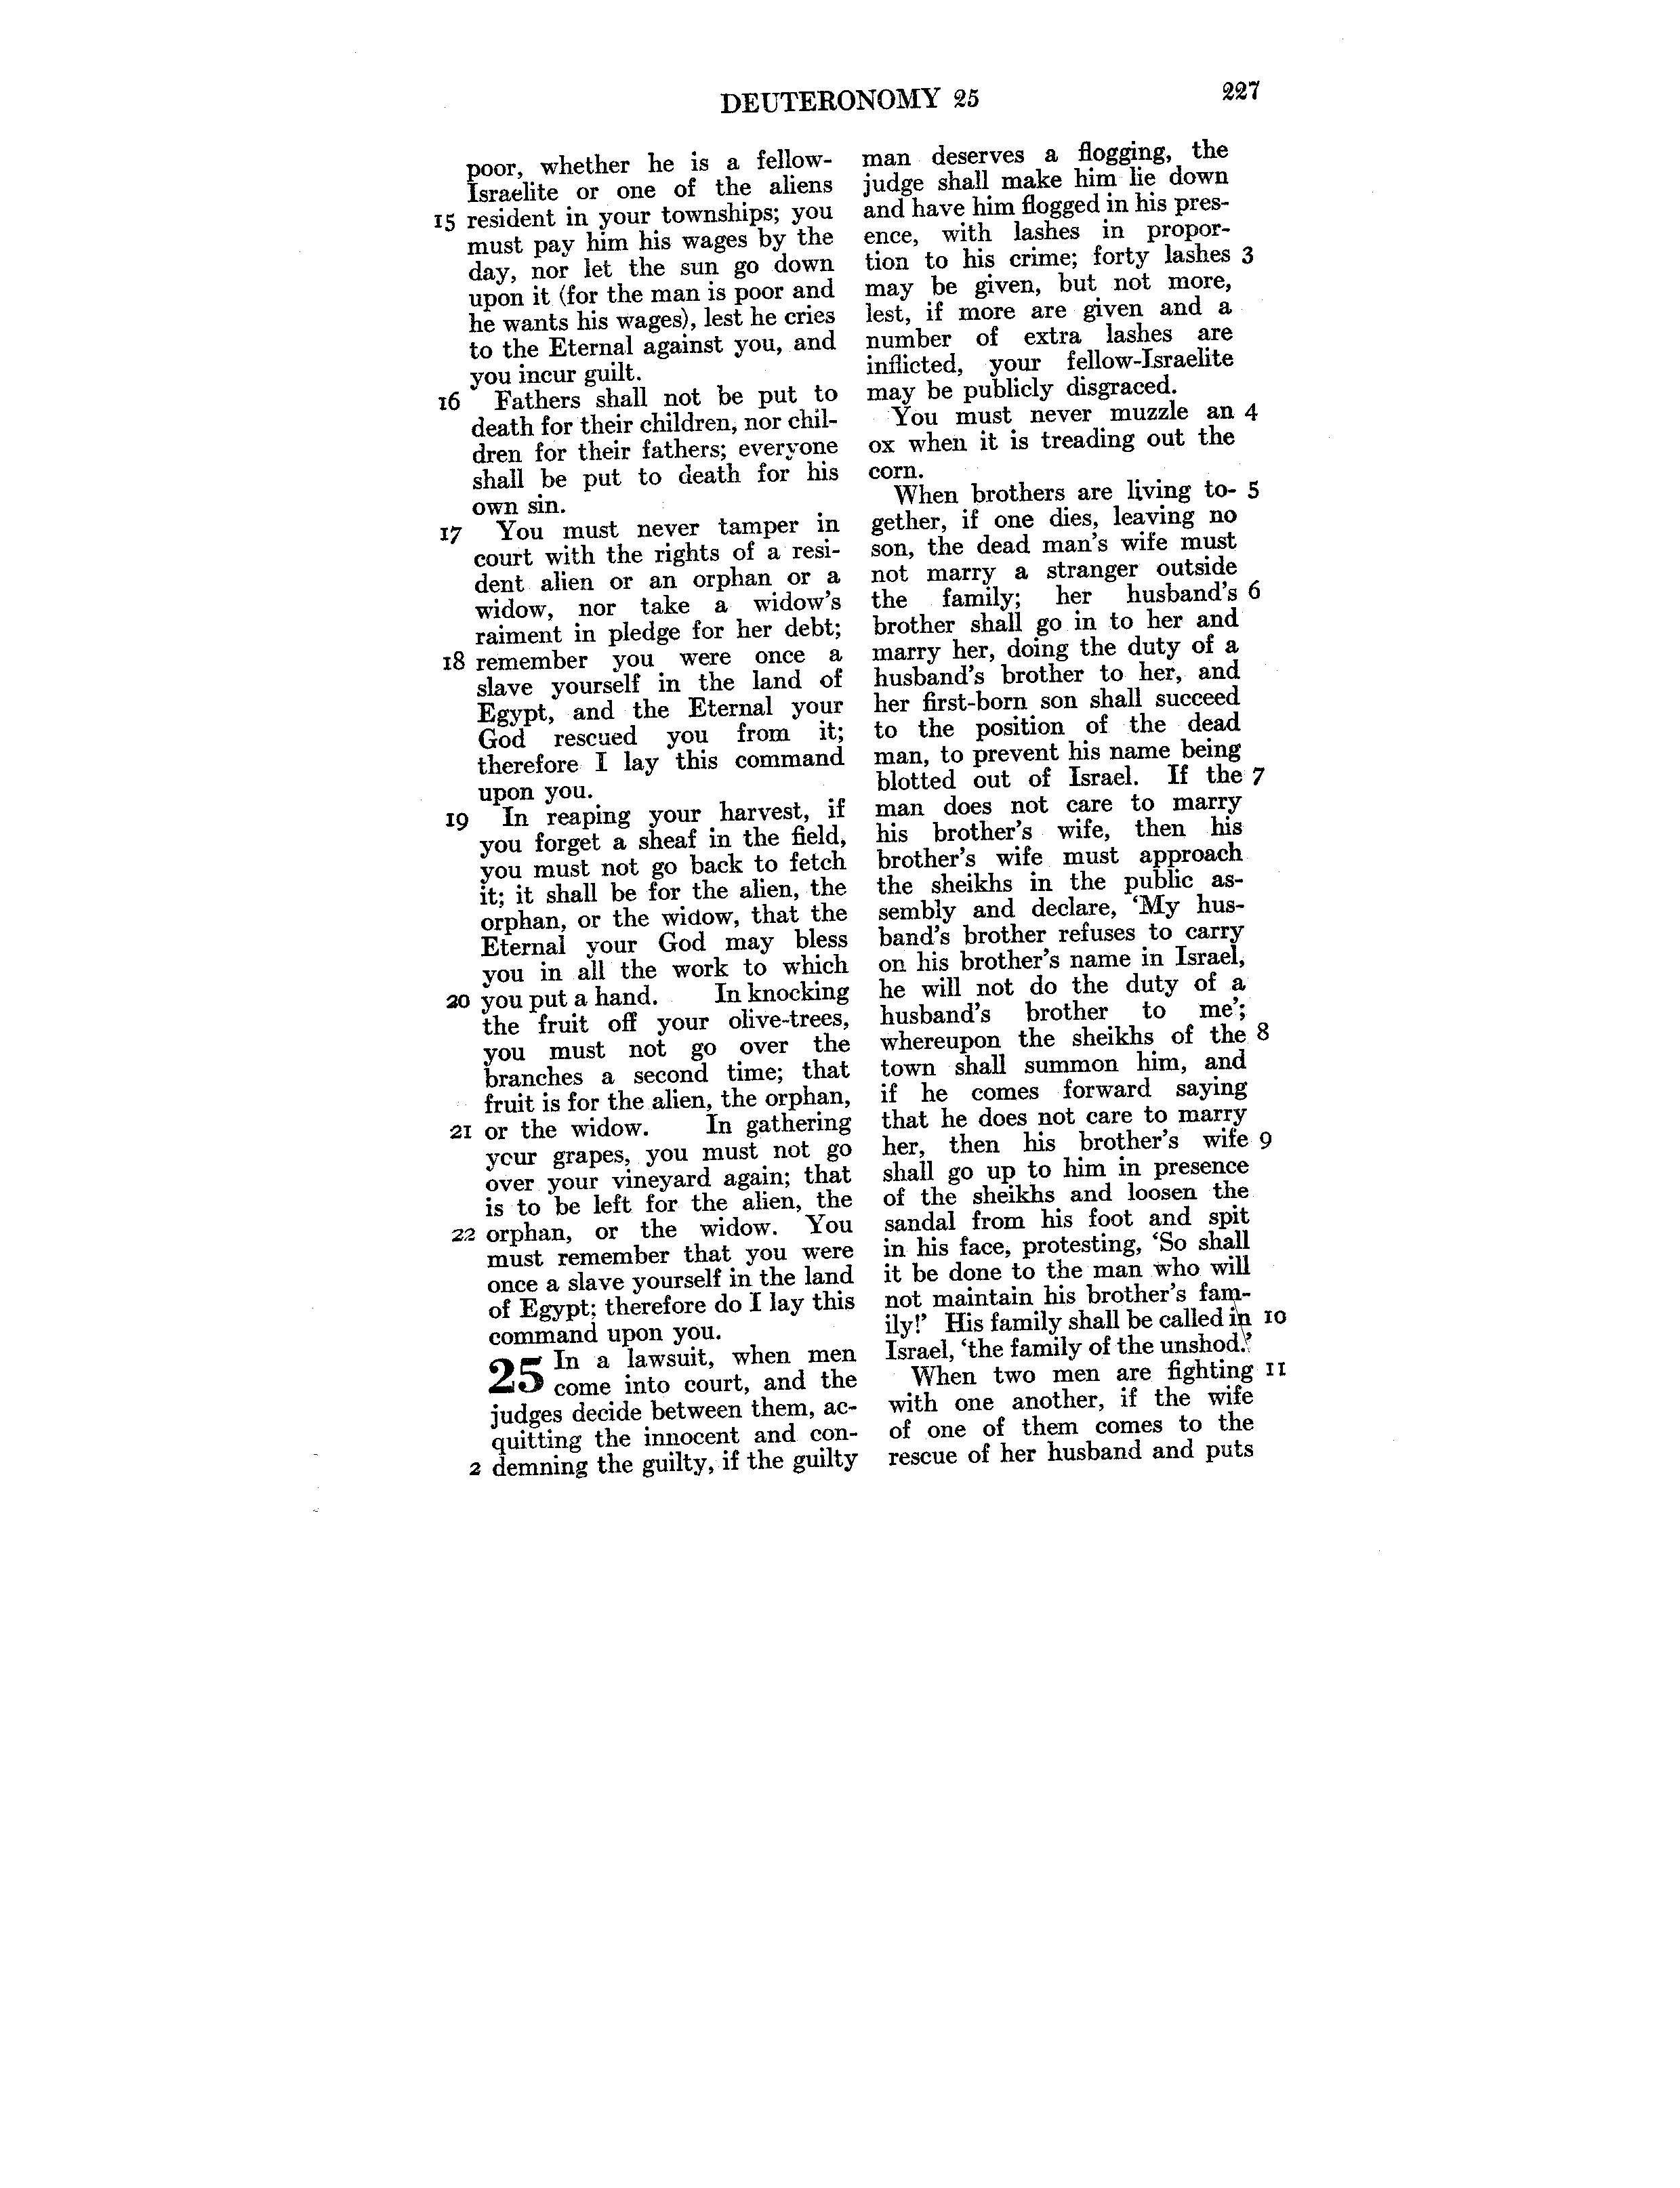 DEUTERONOMY 25 227
poor, whether he is a fellow-
Israelite or one of the aliens
15 resident in your townships; you
must pay him his wages by the
day, nor let the sun go down
upon it (for the man is poor and
he wants his wages), lest he cries
to the Eternal against you, and
you incur guilt.
16 Fathers shall not be put to
death for their children, nor chil-
dren for their fathers; everyone
shall be put to death for his
own sin.
17 You must never tamper in
court with the rights of a resi-
dent alien or an orphan or a
widow, nor take a widow's
raiment in pledge for her debt;
18 remember you were once a
slave yourself in the land of
Egypt, and the Eternal your
God rescued you from it;
therefore I lay this command
upon you.
19 In reaping your harvest, if
you forget a sheaf in the field,
you must not go back to fetch
it; it shall be for the alien, the
orphan, or the widow, that the
Eternal your God may bless
you in all the work to which
20 you put a hand. In knocking
the fruit off your olive-trees,
you must not go over the
branches a second time; that
fruit is for the alien, the orphan,
21 or the widow. In gathering
your grapes, you must not go
over your vineyard again; that
is to be left for the alien, the
22 orphan, or the widow. You
must remember that you were
once a slave yourself in the land
of Egypt; therefore do I lay this
command upon you.
25 In a lawsuit, when men
come into court, and the
judges decide between them, ac-
quitting the innocent and con-
2 demning the guilty, if the guilty
man deserves a flogging, the
judge shall make him lie down
and have him flogged in his pres-
ence, with lashes in propor-
tion to his crime; forty lashes 3
may be given, but not more,
lest, if more are given and a
number of extra lashes are
inflicted, your fellow-Israelite
may be publicly disgraced.
You must never muzzle an 4
ox when it is treading out the
corn.
When brothers are living to- 5
gether, if one dies, leaving no
son, the dead man's wife must
not marry a stranger outside
the family; her husband's 6
brother shall go in to her and
marry her, doing the duty of a
husband's brother to her, and
her first-born son shall succeed
to the position of the dead
man, to prevent his name being
blotted out of Israel. If the 7
man does not care to marry
his brother's wife, then his
brother's wife must approach
the sheikhs in the public as-
sembly and declare, ‘My hus-
band's brother refuses to carry
on his brother's name in Israel,
he will not do the duty of a
husband's brother to me’;
whereupon the sheikhs of the 8
town shall summon him, and
if he comes forward saying
that he does not care to marry
her, then his brother's wife 9
shall go up to him in presence
of the sheikhs and loosen the
sandal from his foot and spit
in his face, protesting, ‘So shall
it be done to the man who will
not maintain his brother's fam-
ily!’ His family shall be called in 10
Israel, ‘the family of the unshod.’
When two men are fighting 11
with one another, if the wife
of one of them comes to the
rescue of her husband and puts